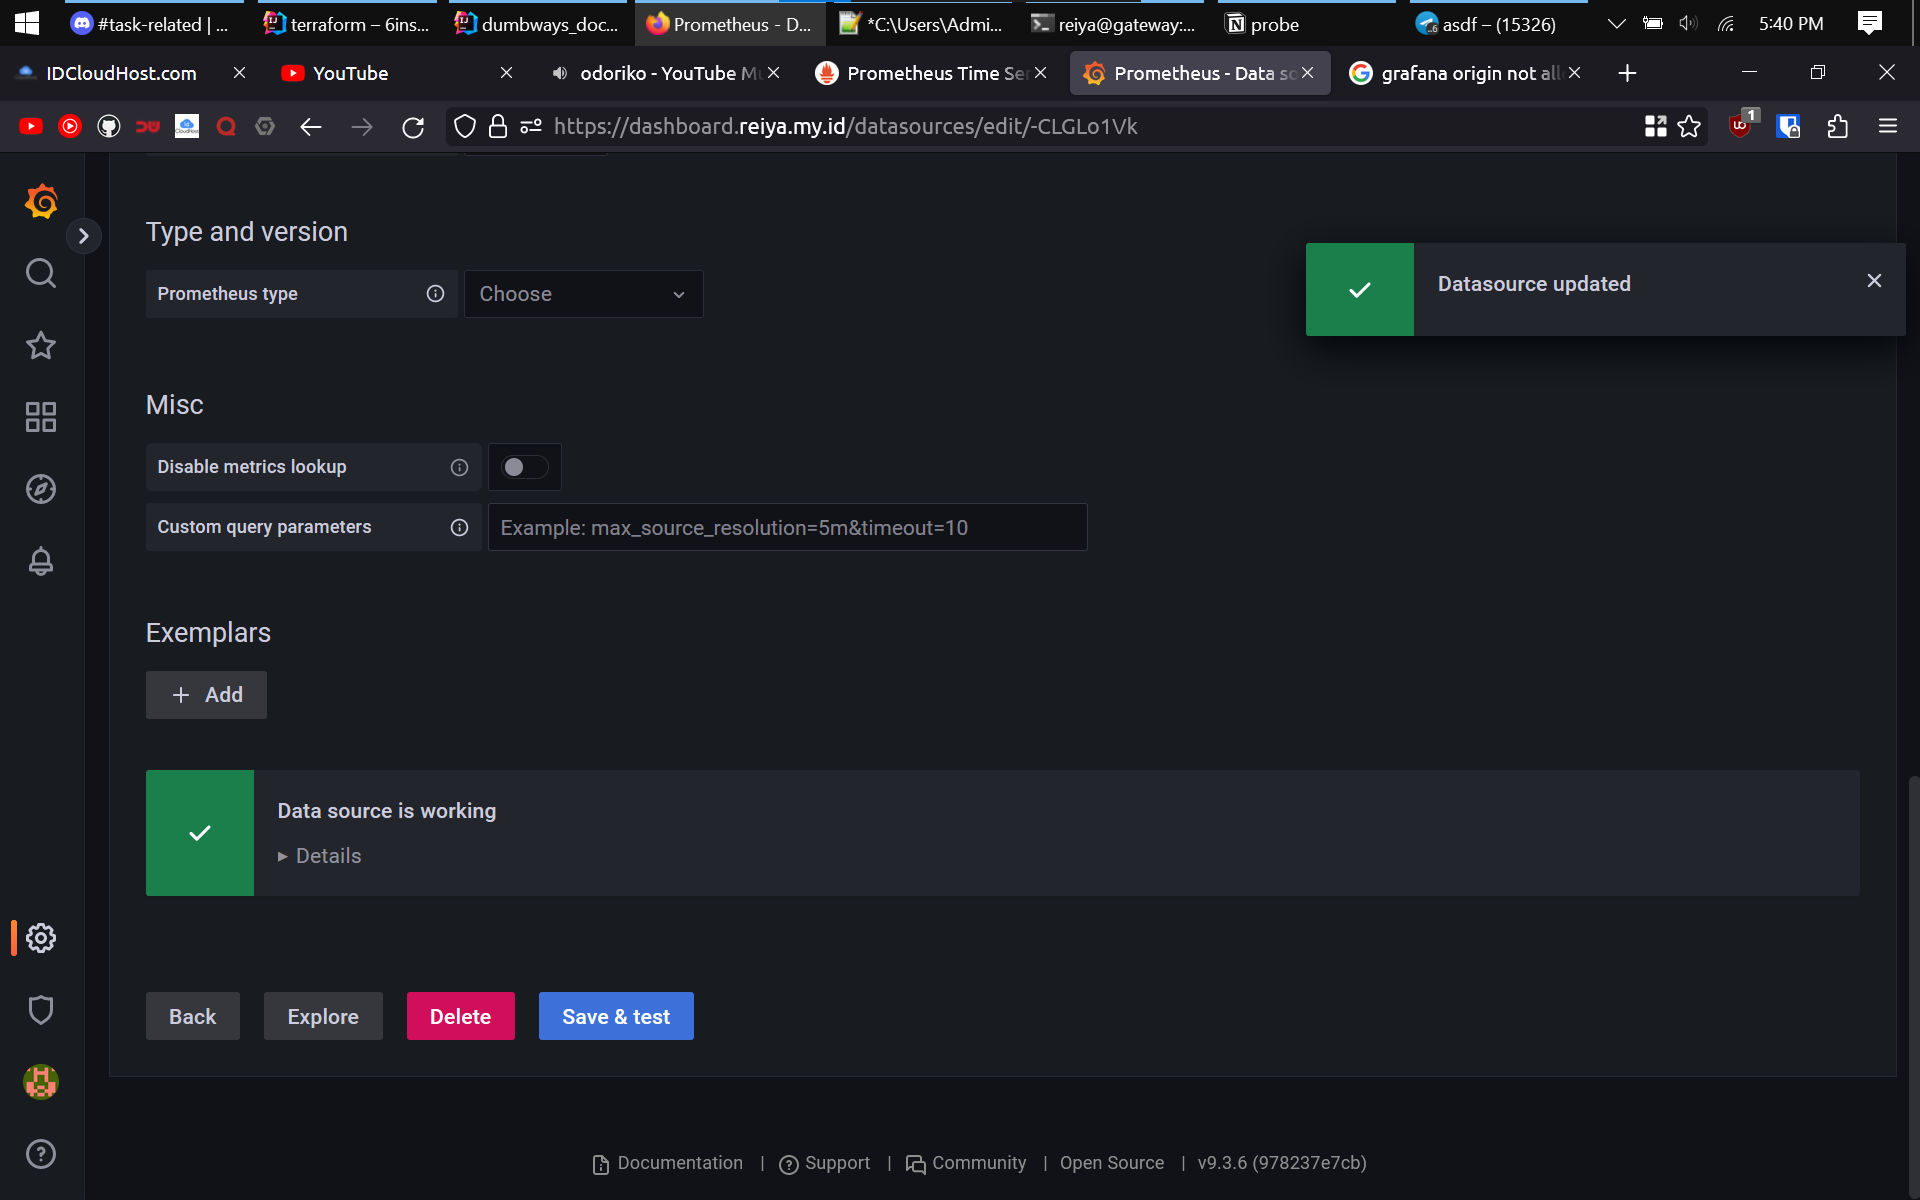 #task-related | ...
terraform – 6ins...
dumbways_doc...
Prometheus - D...
*C:\Users\Admi...
reiya@gateway:...
probe
asdf – (15326)
5:40 PM
IDCloudHost.com
YouTube
odoriko - YouTube Mu
Prometheus Time Ser
Prometheus - Data so
grafana origin not all
https://dashboard.reiya.my.id/datasources/edit/-CLGLo1Vk
1
Type and version
Prometheus type
Choose
Datasource updated
Misc
Disable metrics lookup
Custom query parameters
Example: max_source_resolution=5m&timeout=10
Exemplars
+ Add
Data source is working
Details
Back
Explore
Delete
Save & test
Documentation | Support | Community | Open Source | v9.3.6 (978237e7cb)